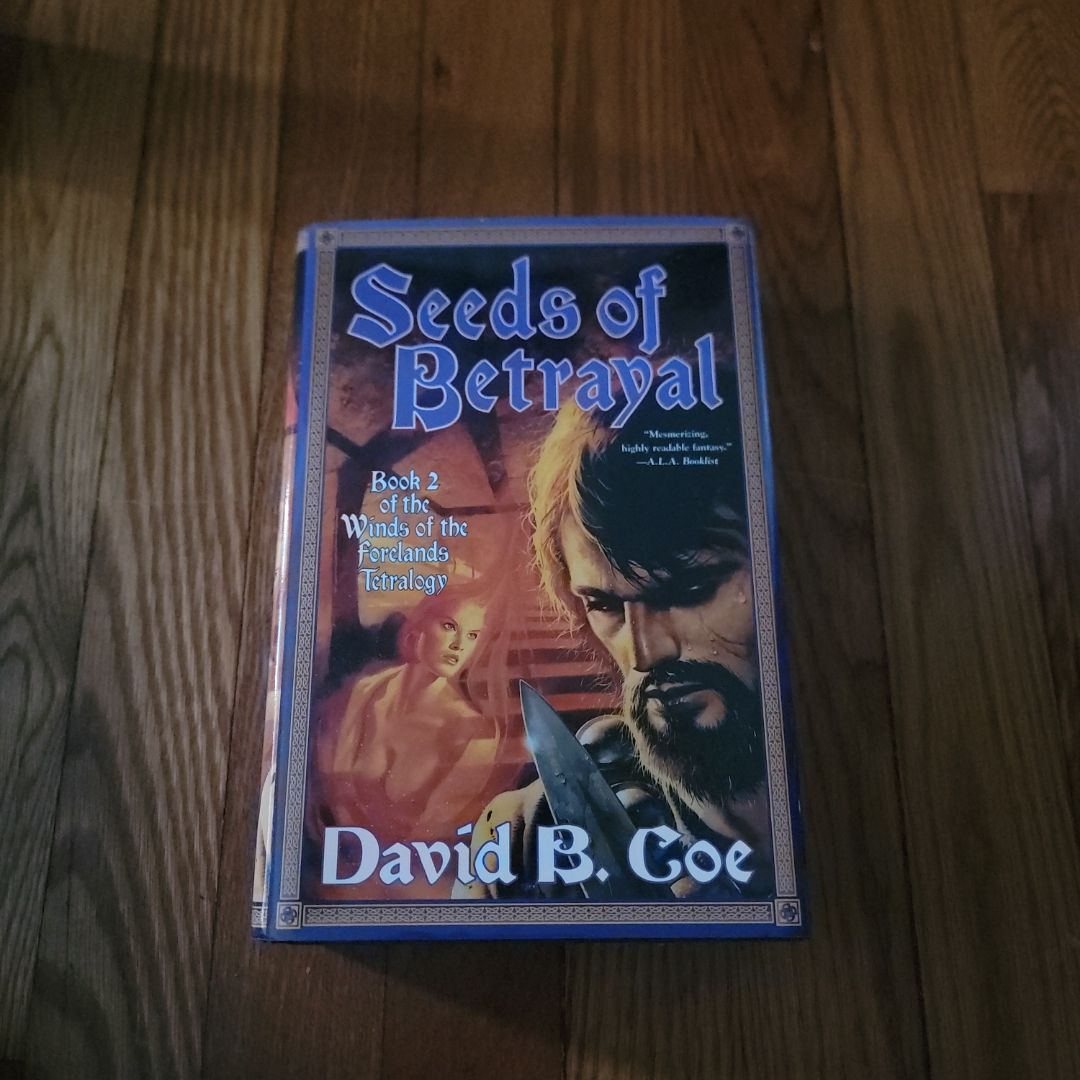 Seeds of
Betrayal
"Mesmerizing,
highly readable fantasy."
—A.L.A. Booklist
Book 2
of the
Winds of the
Forelands
Tetralogy
David B. Coe